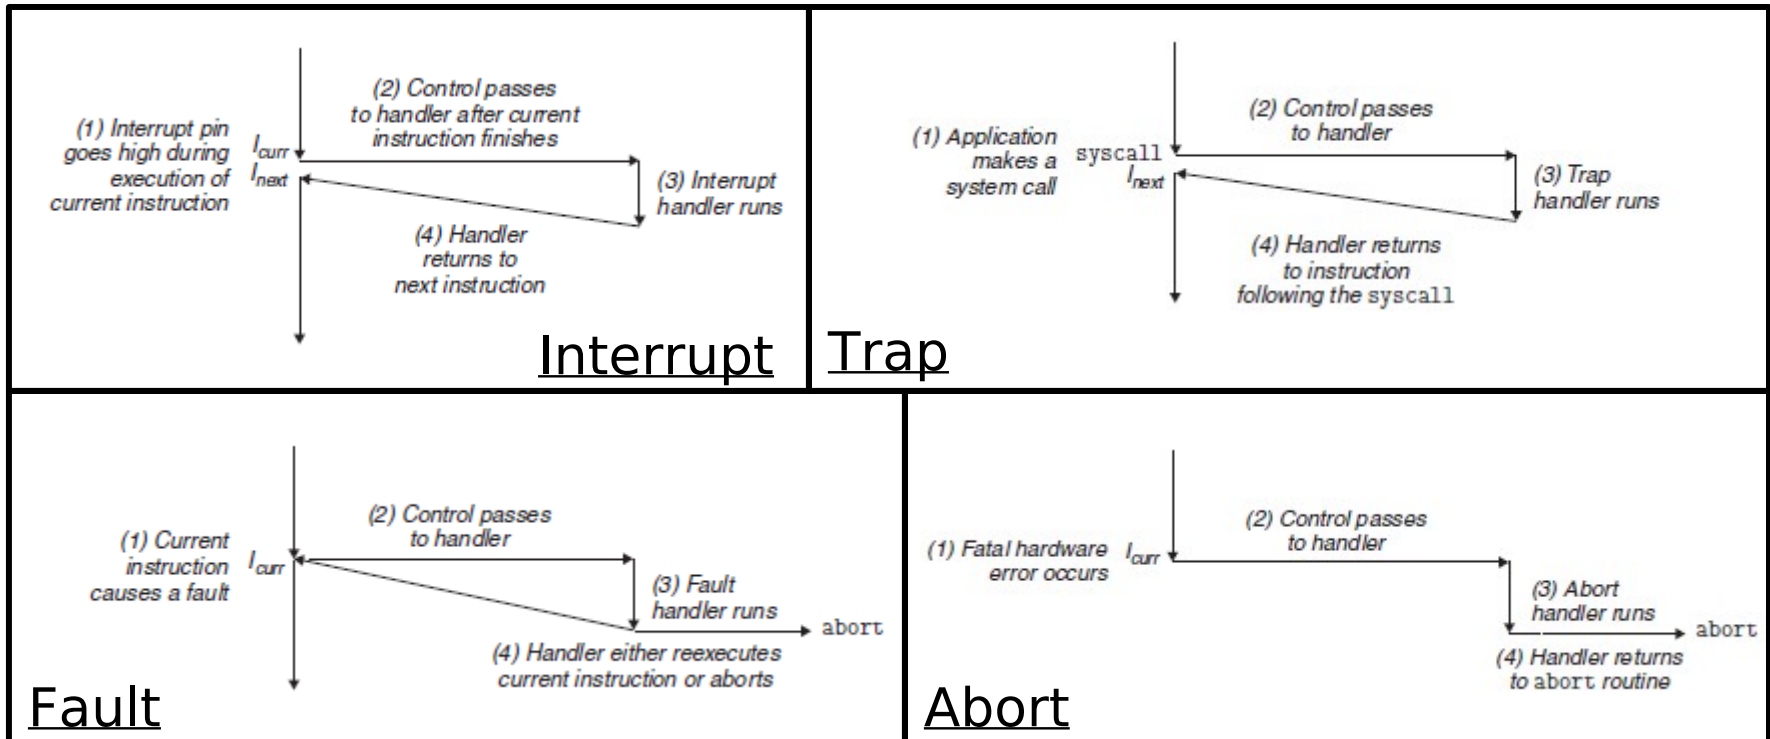 (1) Interrupt pin
goes high during
execution of
current instruction
Icurr
Inext
(2) Control passes
to handler after current
instruction finishes
(3) Interrupt
handler runs
(4) Handler
returns to
next instruction
Interrupt
(1) Application
makes a
system call
syscall
Inext
(2) Control passes
to handler
(3) Trap
handler runs
(4) Handler returns
to instruction
following the syscall
Trap
(1) Current
instruction
causes a fault
Icurr
(2) Control passes
to handler
(3) Fault
handler runs
abort
(4) Handler either reexecutes
current instruction or aborts
Fault
(1) Fatal hardware
error occurs
Icurr
(2) Control passes
to handler
(3) Abort
handler runs
abort
(4) Handler returns
to abort routine
Abort